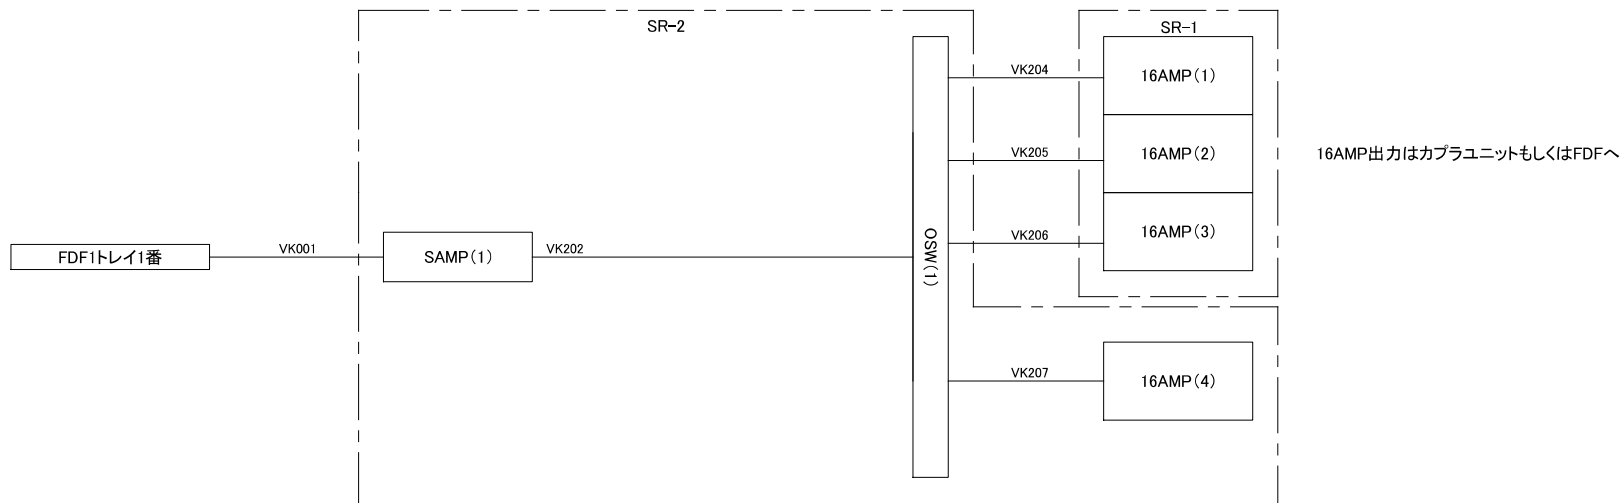 SR-2
SR-1
VK204
16AMP(1)
VK205
16AMP(2)
16AMP出力はカプラユニットもしくはFDFへ
VK206
16AMP(3)
FDF1トレイ1番
VK001
SAMP(1)
VK202
OSW(1)
VK207
16AMP(4)